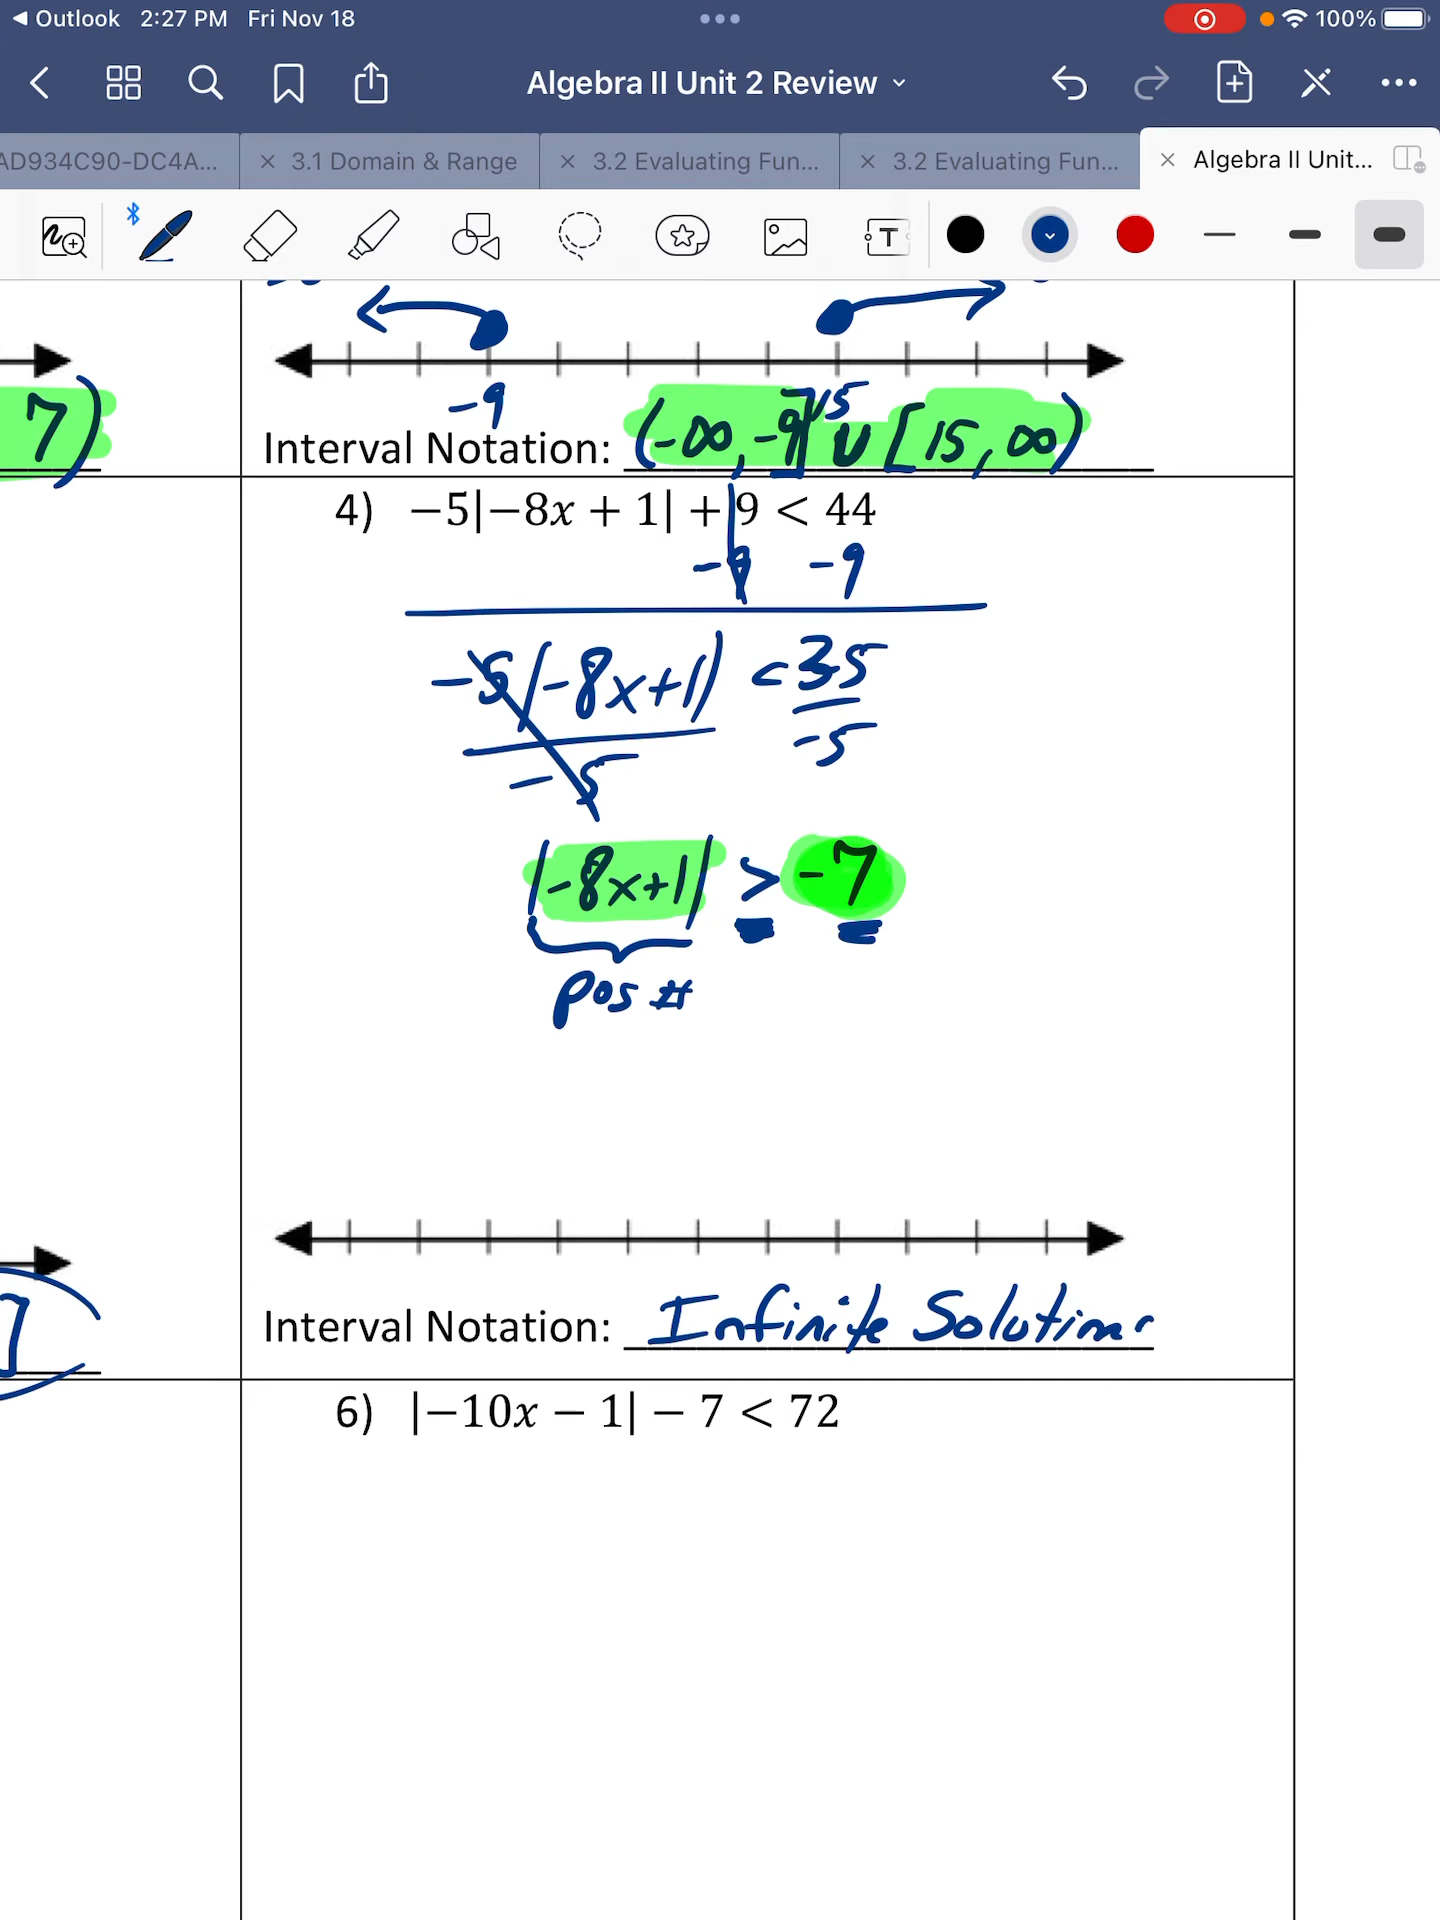 ◀ Outlook 2:27 PM Fri Nov 18 100%
Algebra II Unit 2 Review
AD934C90-DC4A... × 3.1 Domain & Range × 3.2 Evaluating Fun... × 3.2 Evaluating Fun... × Algebra II Unit...
T
-9 15
7)
Interval Notation: (-∞, -9] ∪ [15, ∞)
4) −5|−8x + 1| + 9 < 44
-9 -9
-5|-8x+1| < 35
-5 -5
|-8x+1| > -7
pos #
Interval Notation: Infinite Solutions
]
6) |−10x − 1| − 7 < 72